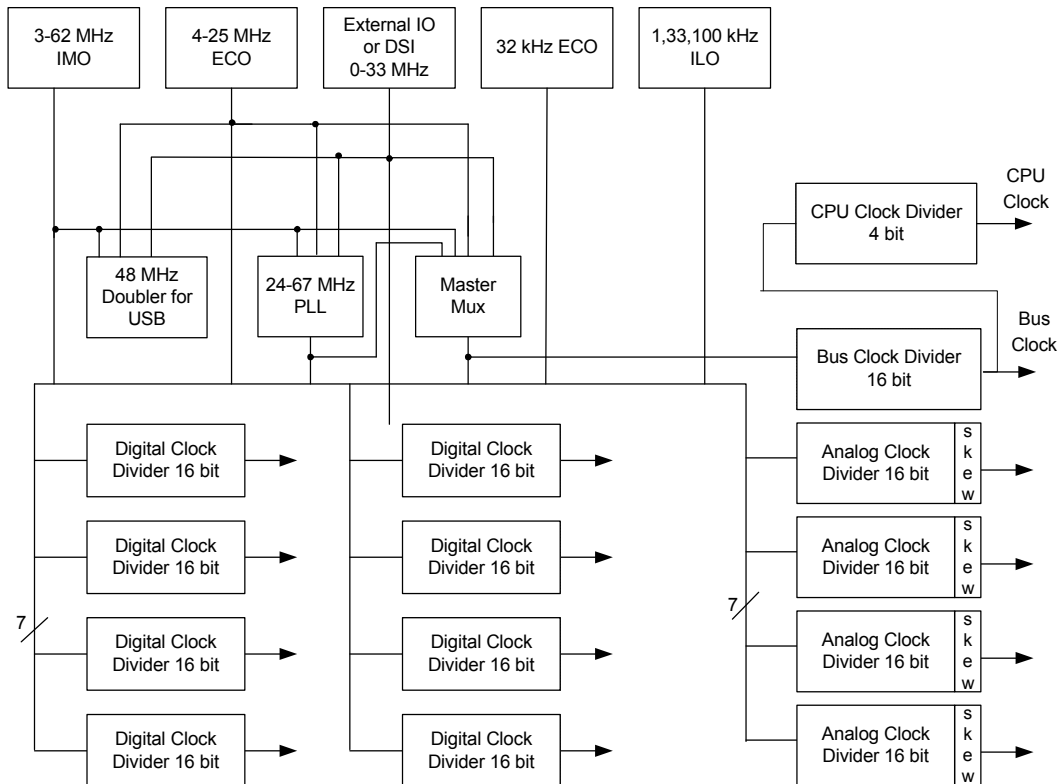 3-62 MHz
IMO
4-25 MHz
ECO
External IO
or DSI
0-33 MHz
32 kHz ECO
1,33,100 kHz
ILO
CPU
Clock
CPU Clock Divider
4 bit
48 MHz
Doubler for
USB
24-67 MHz
PLL
Master
Mux
Bus
Clock
Bus Clock Divider
16 bit
Digital Clock
Divider 16 bit
Digital Clock
Divider 16 bit
Analog Clock
Divider 16 bit
s
k
e
w
Digital Clock
Divider 16 bit
Digital Clock
Divider 16 bit
Analog Clock
Divider 16 bit
s
k
e
w
7
7
Digital Clock
Divider 16 bit
Digital Clock
Divider 16 bit
Analog Clock
Divider 16 bit
s
k
e
w
Digital Clock
Divider 16 bit
Digital Clock
Divider 16 bit
Analog Clock
Divider 16 bit
s
k
e
w